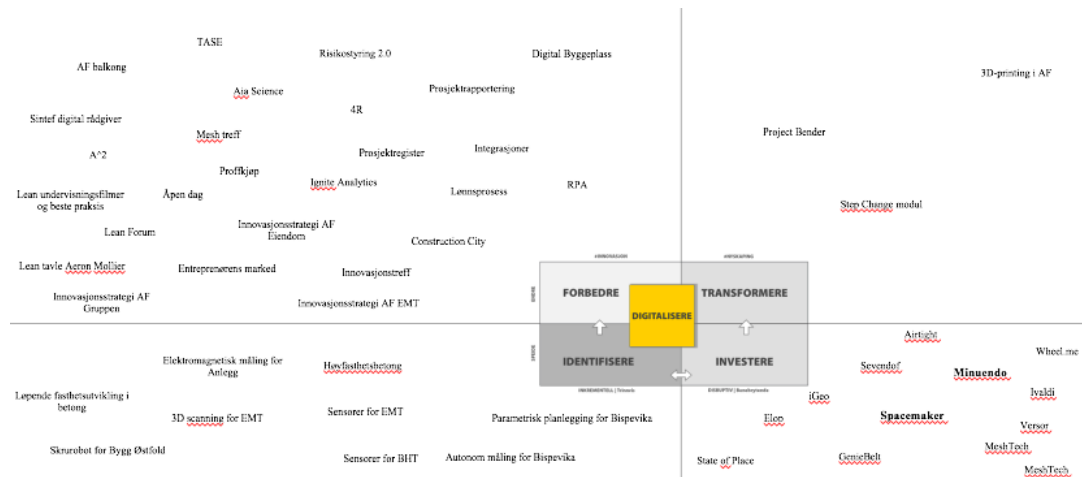 TASE
Risikostyring 2.0
Digital Byggeplass
AF balkong
3D-printing i AF
Aia Science
Prosjektrapportering
4R
Sintef digital rådgiver
Project Bender
Mesh treff
Integrasjoner
A^2
Prosjektregister
Proffkjøp
Ignite Analytics
RPA
Lean undervisningsfilmer
og beste praksis
Åpen dag
Lønnsprosess
Step Change modul
Innovasjonsstrategi AF
Eiendom
Lean Forum
Construction City
Lean tavle Aeron Mollier
Entreprenørens marked
Innovasjonstreff
Innovasjonsstrategi AF
Gruppen
Innovasjonsstrategi AF EMT
FORBEDRE
TRANSFORMERE
DIGITALISERE
IDENTIFISERE
INVESTERE
Airtight
Wheel.me
Elektromagnetisk måling for
Anlegg
Høyfasthetsbetong
Sevendof
Minuendo
Løpende fasthetsutvikling i
betong
iGeo
Ivaldi
3D scanning for EMT
Sensører for EMT
Parametrisk planlegging for Bispevika
Elop
Spacemaker
Versor
Skrurobot for Bygg Østfold
Sensører for BHT
Autonom måling for Bispevika
State of Place
GenieBelt
MeshTech
MeshTech